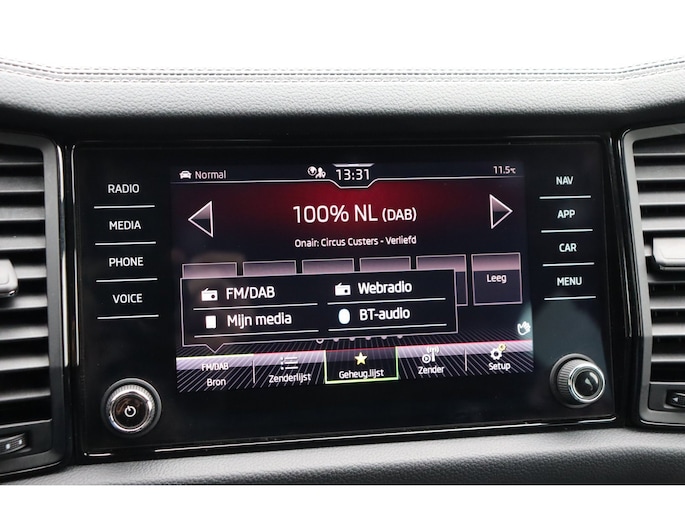 RADIO
MEDIA
PHONE
VOICE
Normal
13:31
11.5°C
100% NL (DAB)
Onair: Circus Custers - Verliefd
Leeg
FM/DAB
Webradio
Mijn media
BT-audio
FM/DAB
Bron
Zenderlijst
Geheug.lijst
Zender
Setup
NAV
APP
CAR
MENU